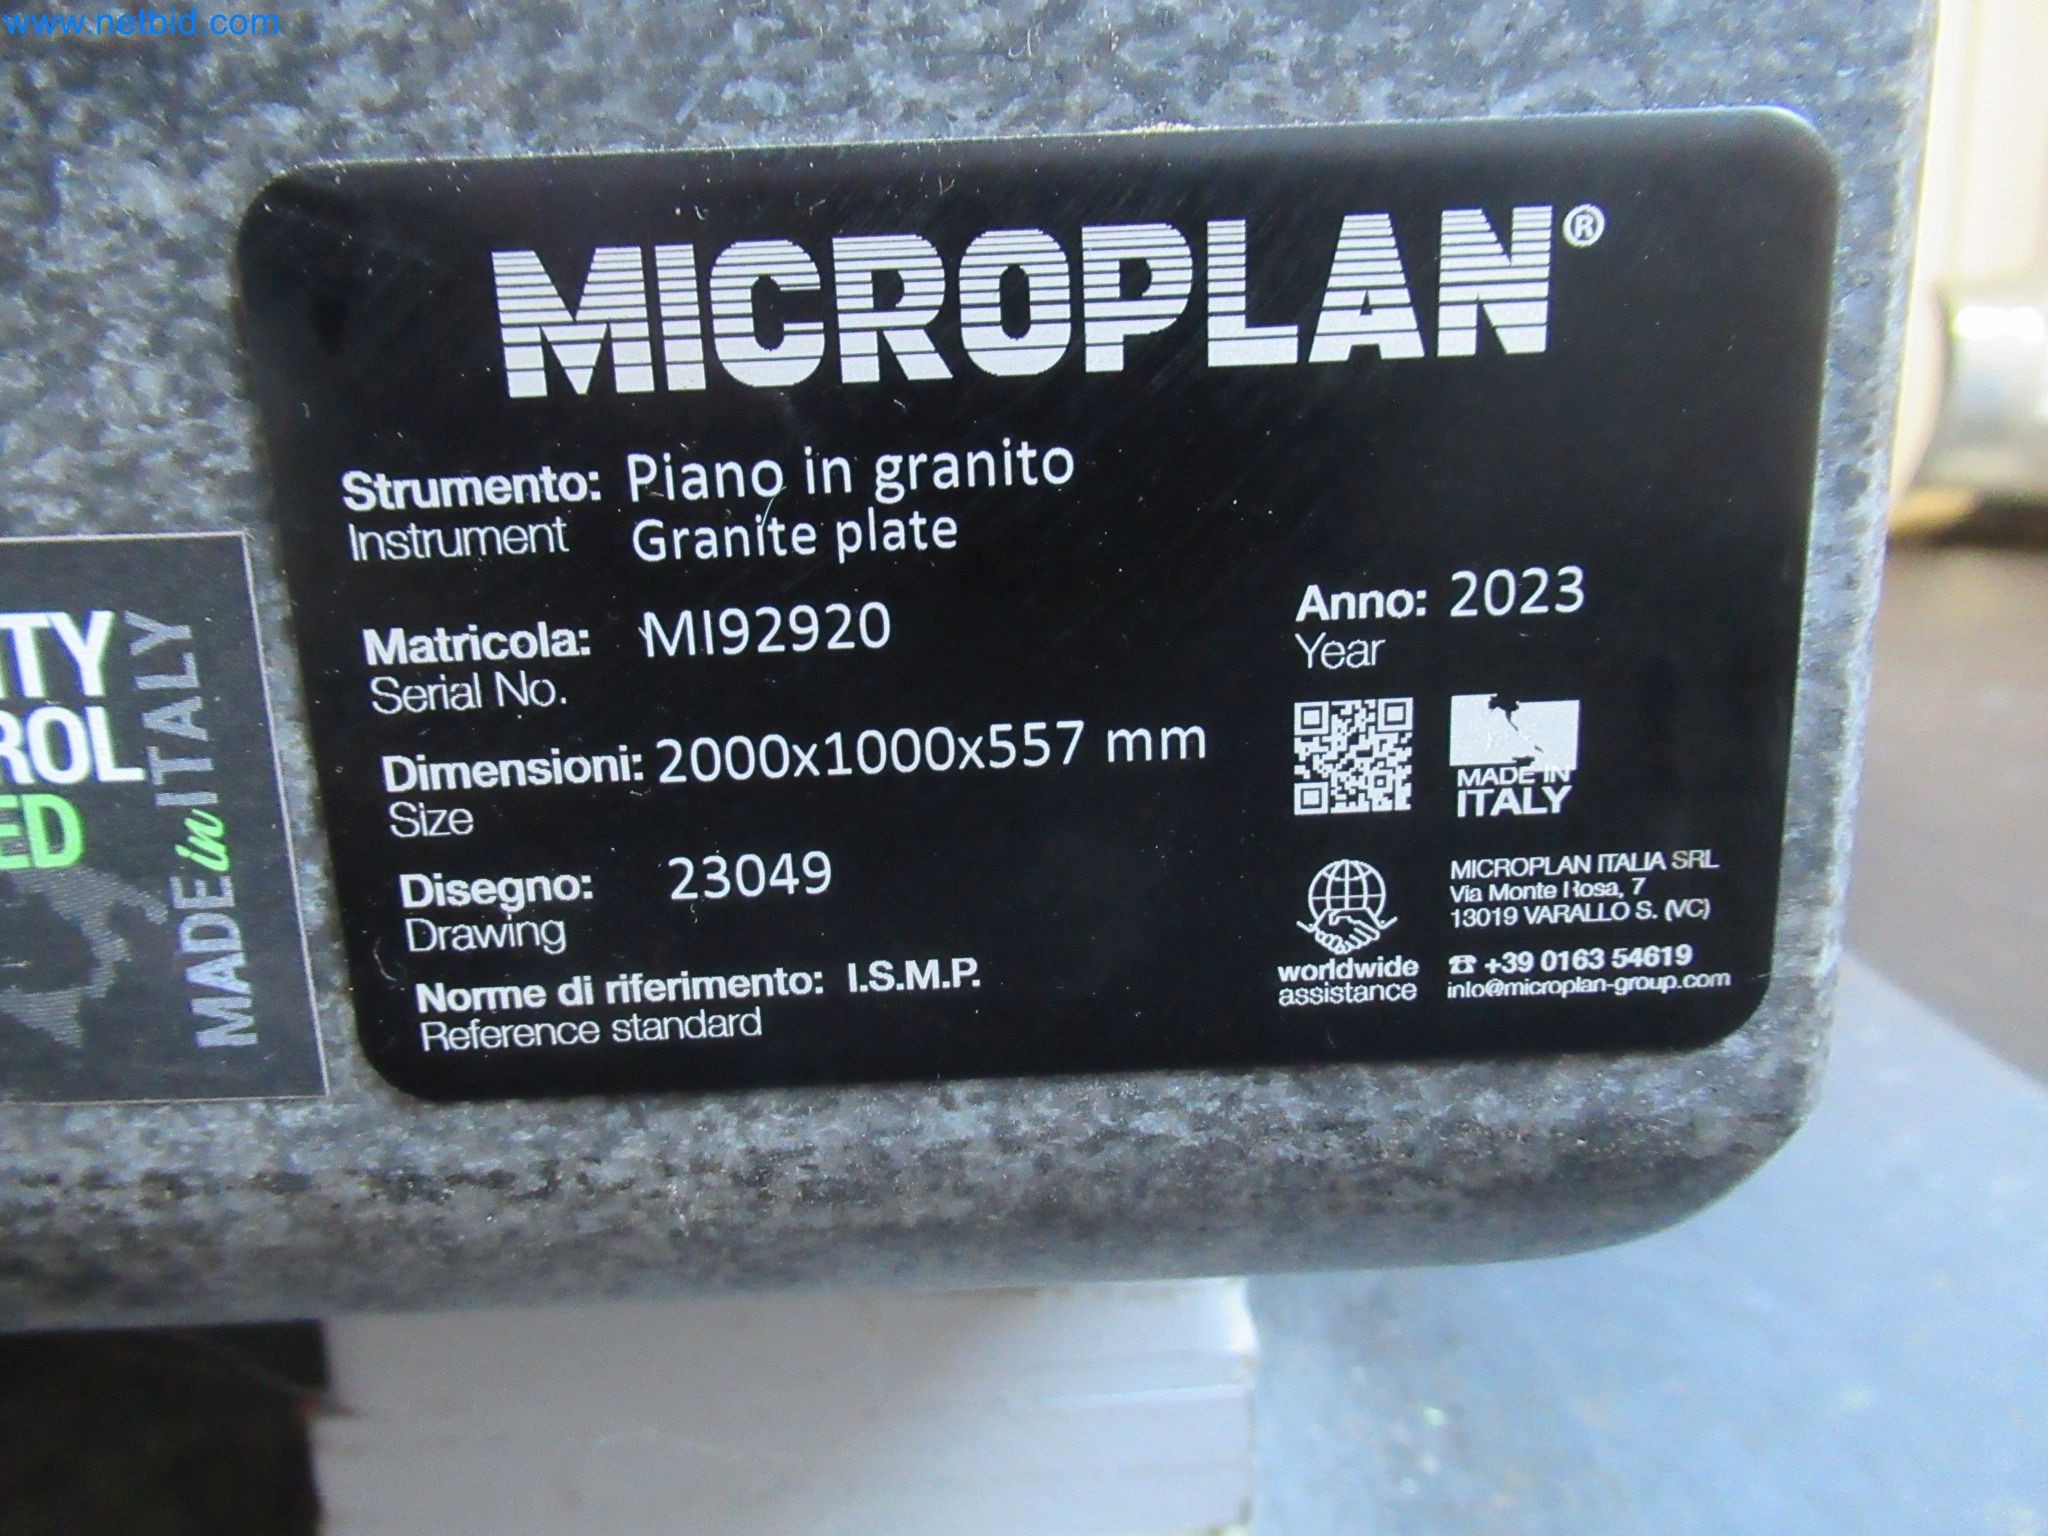 www.netbid.com
MICROPLAN®
Strumento: Piano in granito
Instrument Granite plate
Matricola: MI92920
Serial No.
Anno: 2023
Year
Dimensioni: 2000x1000x557 mm
Size
MADE IN
ITALY
Disegno: 23049
Drawing
MICROPLAN ITALIA SRL
Via Monte Rosa, 7
13019 VARALLO S. (VC)
Norme di riferimento: I.S.M.P.
Reference standard
worldwide
assistance
☎ +39 0163 54619
info@microplan-group.com
ITY
ROL
ED
MADE in ITALY